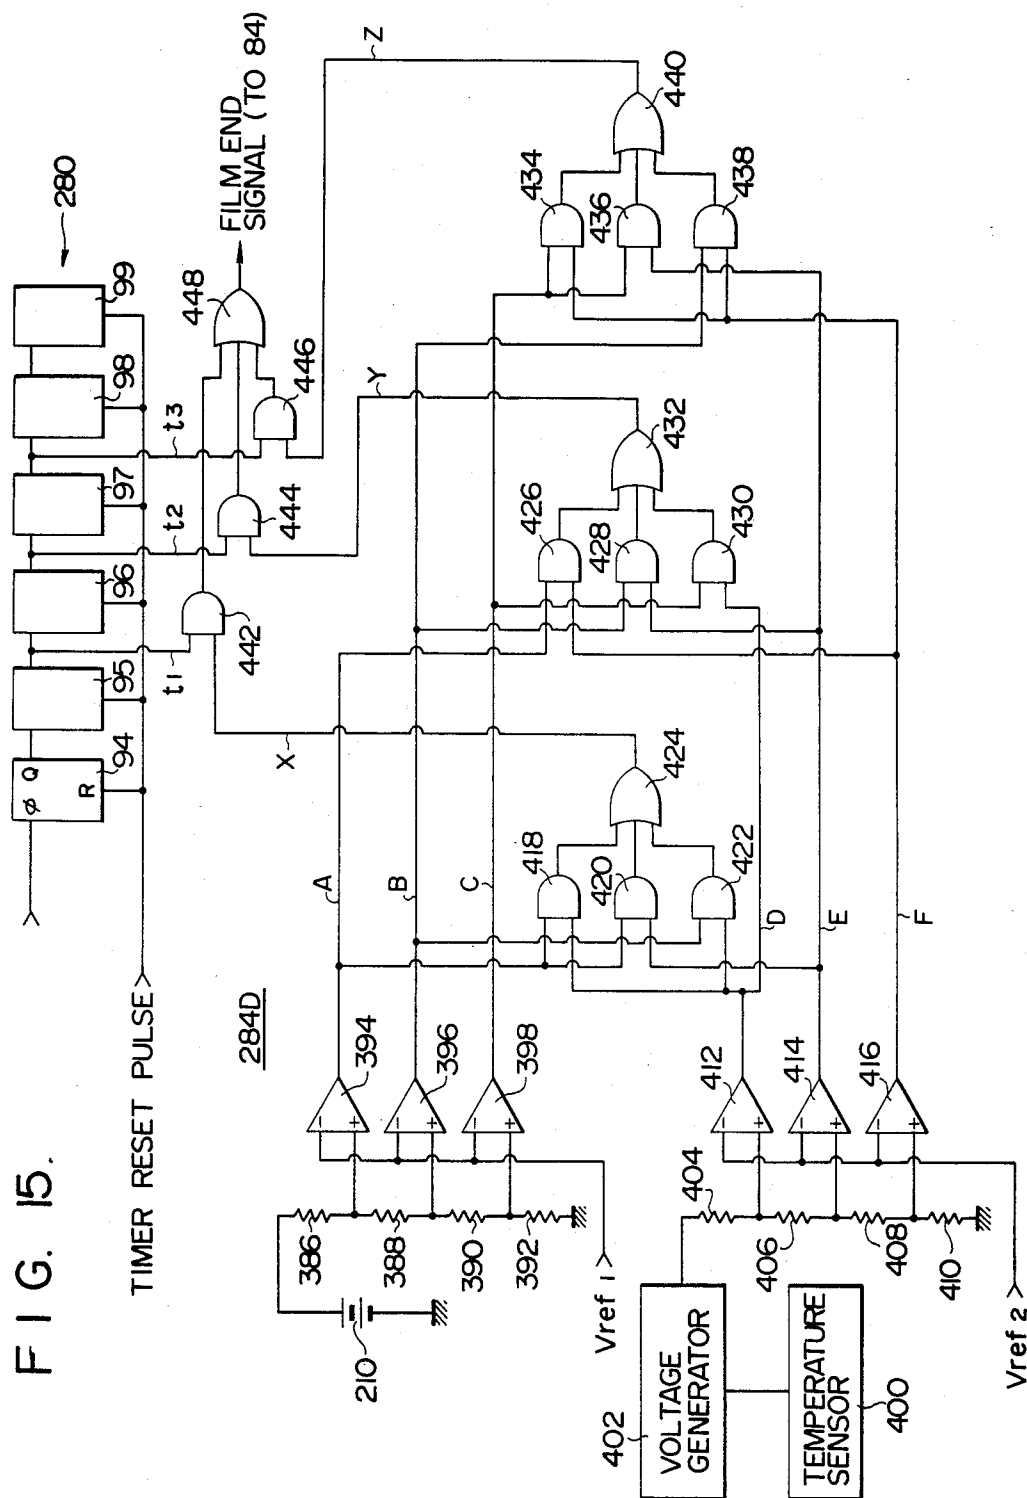 FIG. 15.
TIMER RESET PULSE
280
94
95
96
97
98
99
φ
Q
R
t1
t2
t3
442
444
446
448
FILM END
SIGNAL (TO 84)
X
Y
Z
284D
210
386
388
390
392
Vref 1
394
396
398
- +
- +
- +
A
B
C
418
420
422
424
426
428
430
432
434
436
438
440
402
VOLTAGE
GENERATOR
TEMPERATURE
SENSOR
400
404
406
408
410
Vref 2
412
414
416
- +
- +
- +
D
E
F